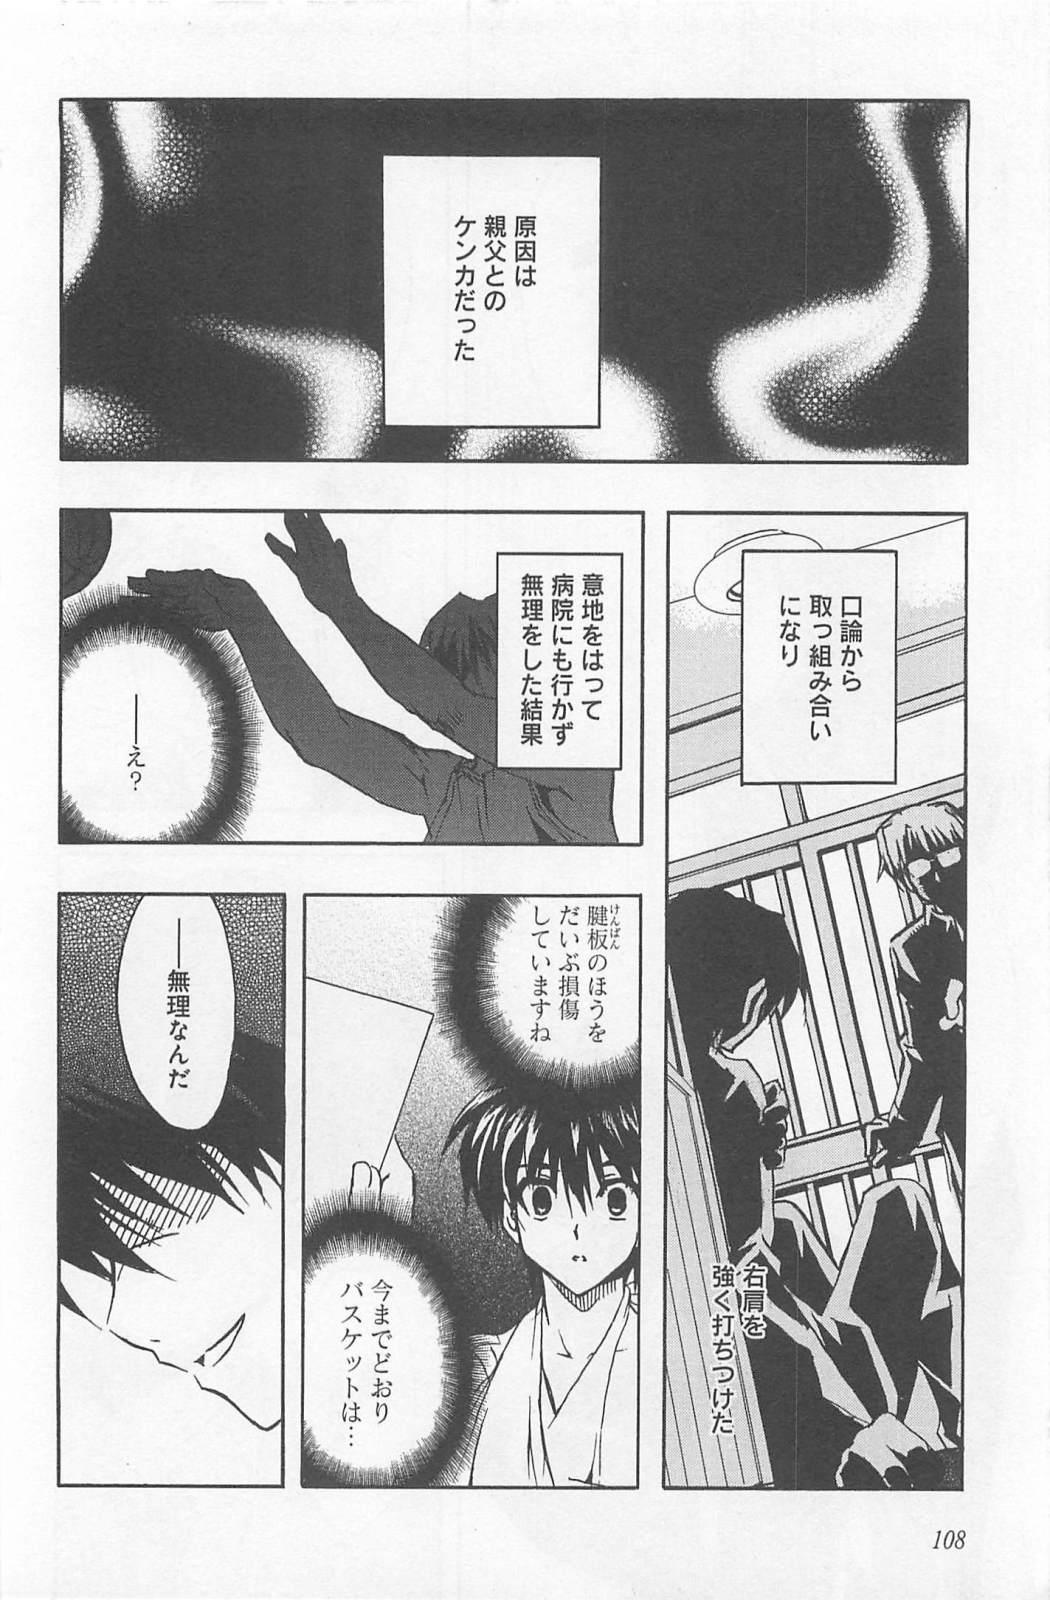 原因は
親父との
ケンカだった
口論から
取っ組み合い
になり
右肩を
強く打ちつけた
意地をはって
病院にも行かず
無理をした結果
──え?
腱板のほうを
けんばん
だいぶ損傷
していますね
今までどおり
バスケットは…
──無理なんだ
108